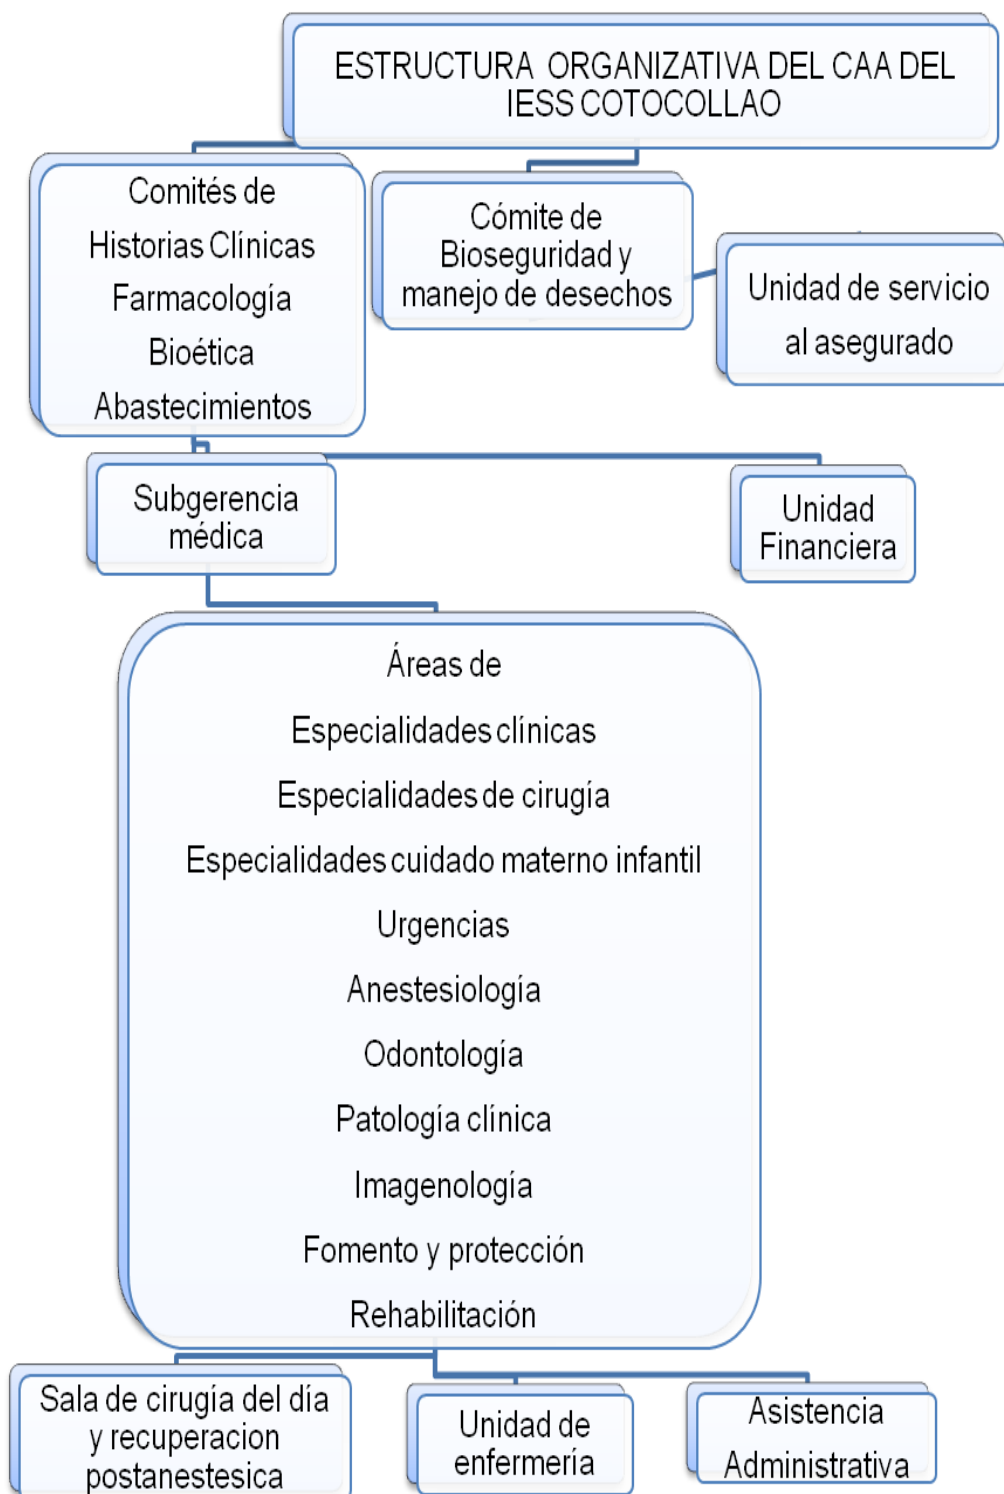 ESTRUCTURA ORGANIZATIVA DEL CAA DEL
IESS COTOCOLLAO
Comités de
Historias Clínicas
Farmacología
Bioética
Abastecimientos
Cómite de
Bioseguridad y
manejo de desechos
Unidad de servicio
al asegurado
Subgerencia
médica
Unidad
Financiera
Áreas de
Especialidades clínicas
Especialidades de cirugía
Especialidades cuidado materno infantil
Urgencias
Anestesiología
Odontología
Patología clínica
Imagenología
Fomento y protección
Rehabilitación
Sala de cirugía del día
y recuperacion
postanestesica
Unidad de
enfermería
Asistencia
Administrativa